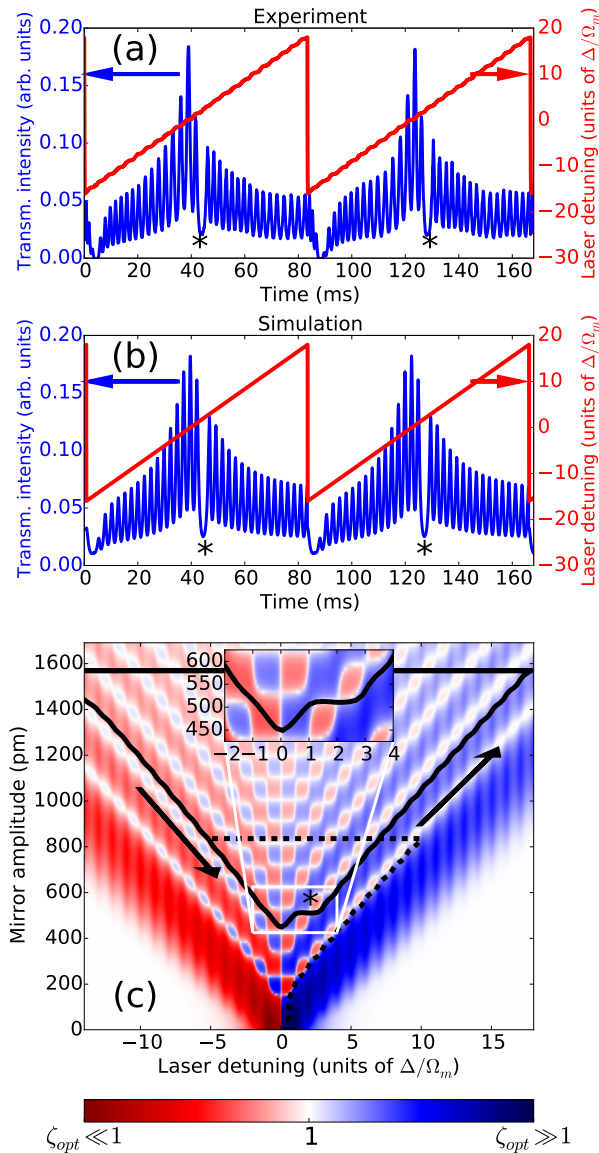 Experiment
(a)
Transm. intensity (arb. units)
0.20
0.15
0.10
0.05
0.00
20
10
0
−10
−20
−30
Laser detuning (units of Δ/Ωm)
*
*
0 20 40 60 80 100 120 140 160
Time (ms)
Simulation
(b)
Transm. intensity (arb. units)
0.20
0.15
0.10
0.05
0.00
20
10
0
−10
−20
−30
Laser detuning (units of Δ/Ωm)
*
*
0 20 40 60 80 100 120 140 160
Time (ms)
Mirror amplitude (pm)
1600
1400
1200
1000
800
600
400
200
0
600
550
500
450
−2 −1 0 1 2 3 4
*
(c)
−10 −5 0 5 10 15
Laser detuning (units of Δ/Ωm)
ζopt ≪1 1 ζopt ≫1